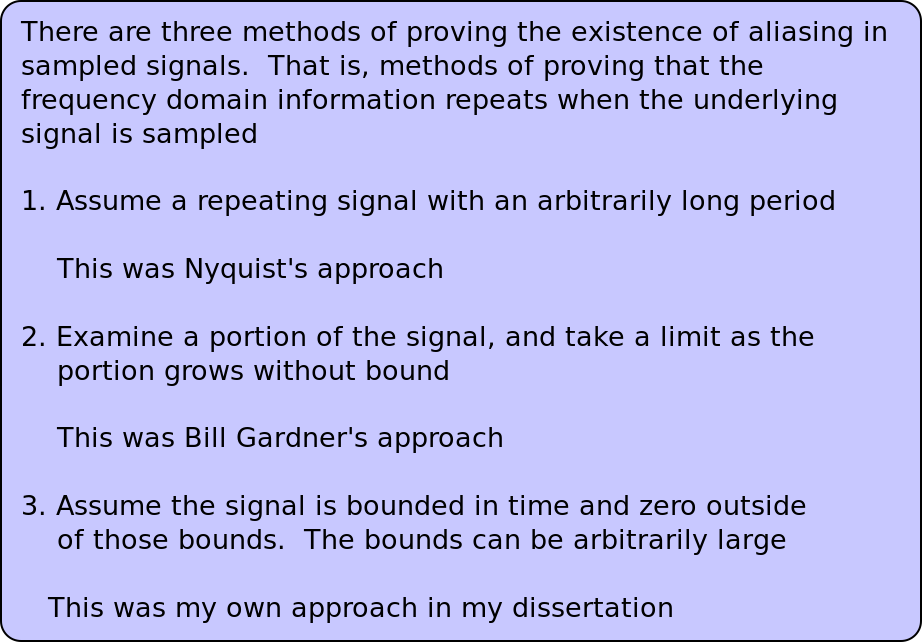 There are three methods of proving the existence of aliasing in
sampled signals.  That is, methods of proving that the
frequency domain information repeats when the underlying
signal is sampled
1. Assume a repeating signal with an arbitrarily long period
This was Nyquist's approach
2. Examine a portion of the signal, and take a limit as the
portion grows without bound
This was Bill Gardner's approach
3. Assume the signal is bounded in time and zero outside
of those bounds.  The bounds can be arbitrarily large
This was my own approach in my dissertation